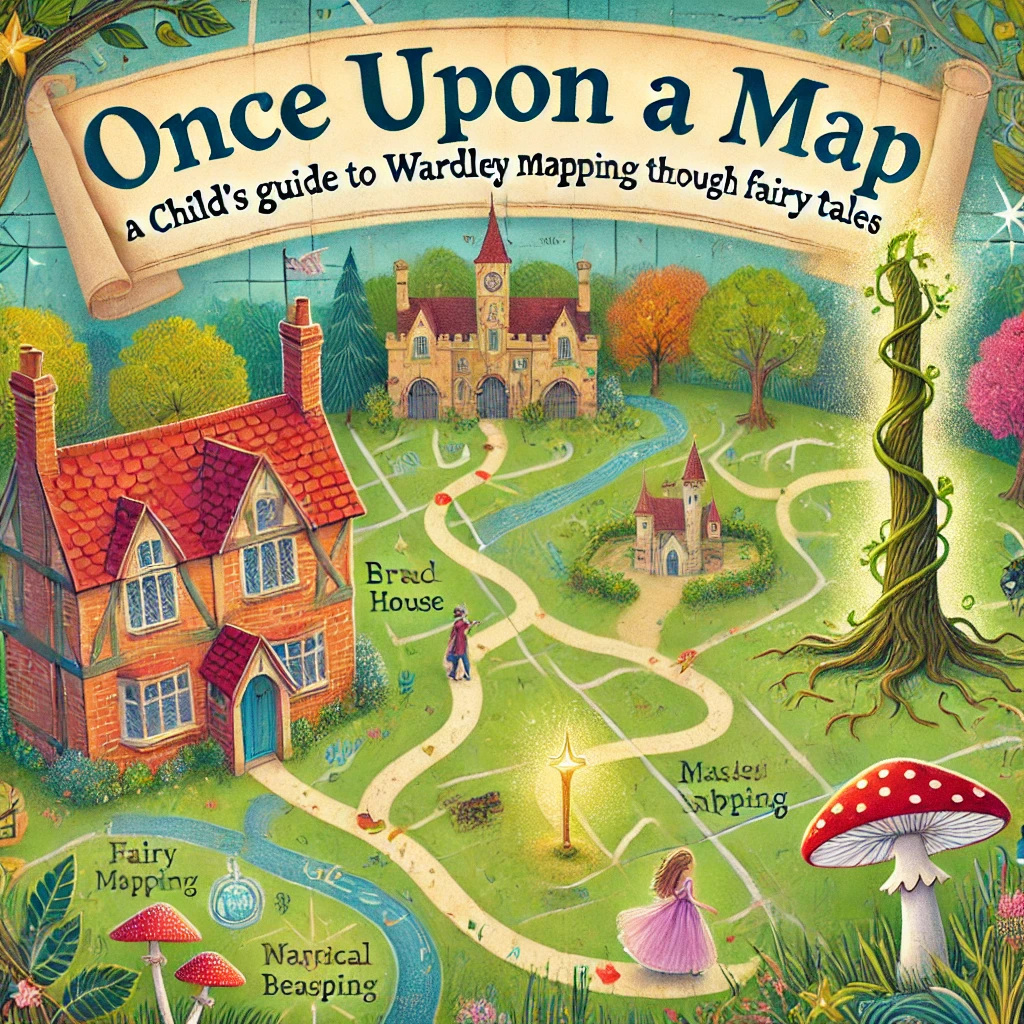 Once Upon a Map
a Child's guide to Wardley Mapping though fairy tales
Brad
House
Fairy
Mapping